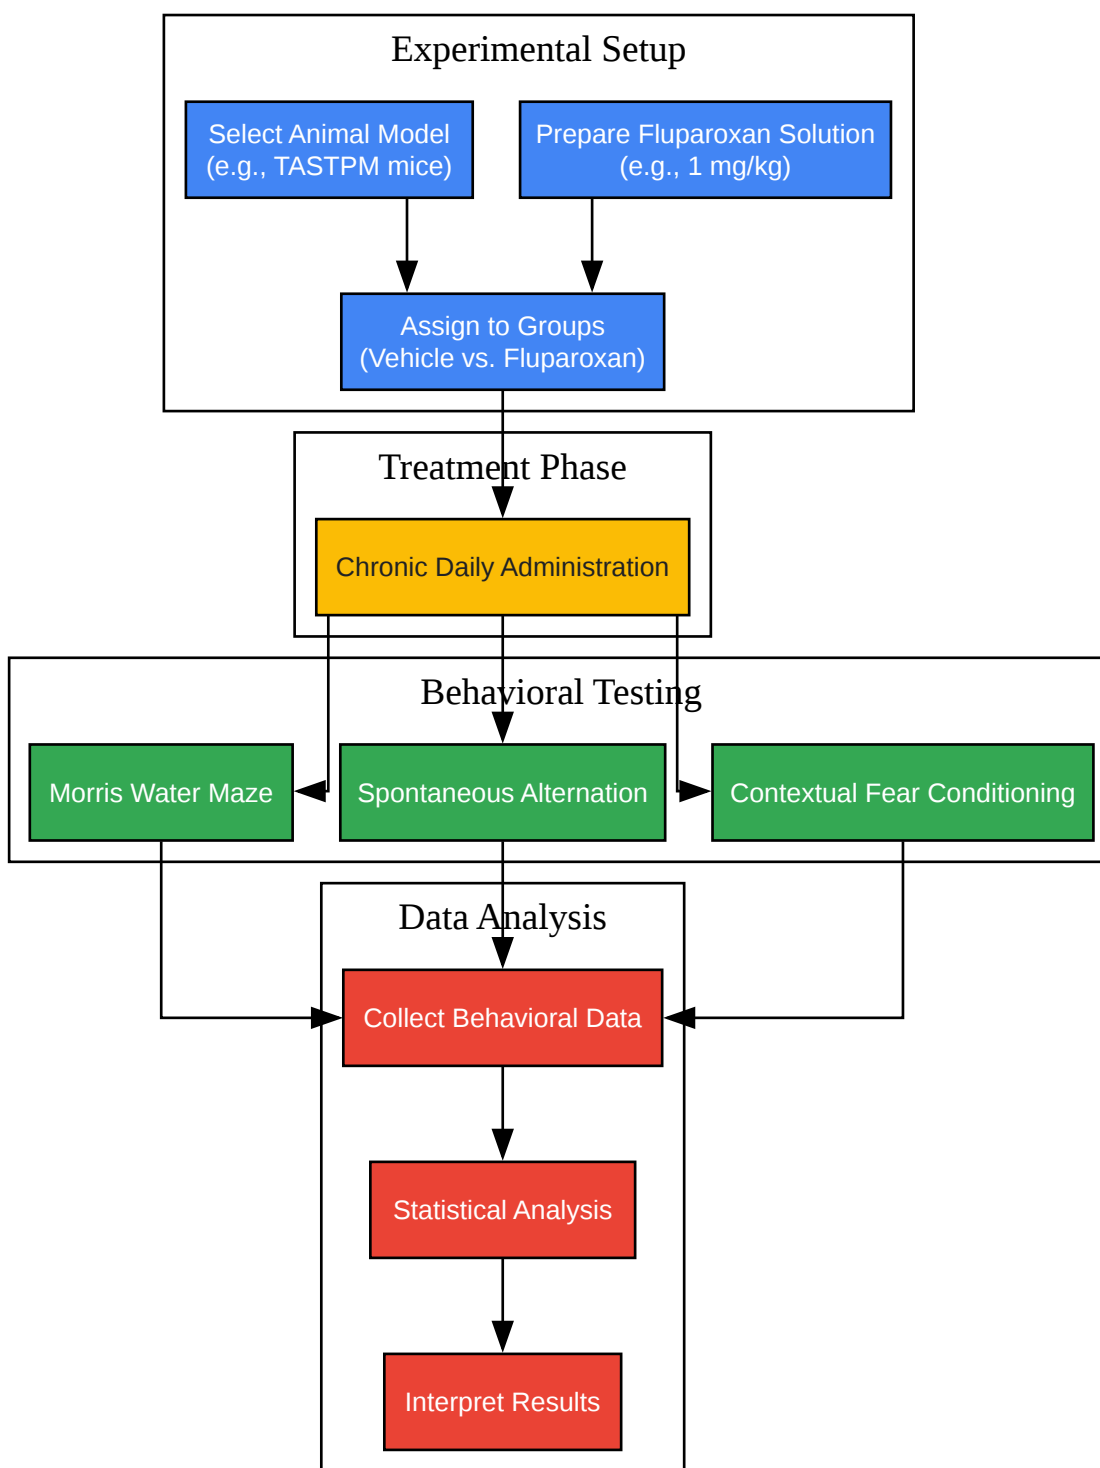 Experimental Setup
Select Animal Model
(e.g., TASTPM mice)
Prepare Fluparoxan Solution
(e.g., 1 mg/kg)
Assign to Groups
(Vehicle vs. Fluparoxan)
Treatment Phase
Chronic Daily Administration
Behavioral Testing
Morris Water Maze
Spontaneous Alternation
Contextual Fear Conditioning
Data Analysis
Collect Behavioral Data
Statistical Analysis
Interpret Results